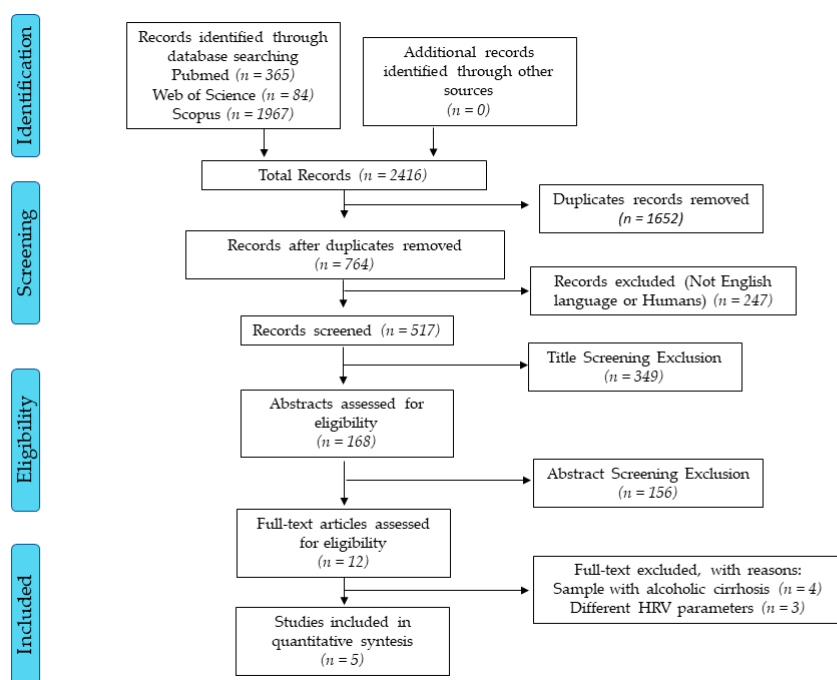 Identification
Records identified through
database searching
Pubmed (n = 365)
Web of Science (n = 84)
Scopus (n = 1967)
Additional records
identified through other
sources
(n = 0)
Total Records (n = 2416)
Screening
Duplicates records removed
(n = 1652)
Records after duplicates removed
(n = 764)
Records excluded (Not English
language or Humans) (n = 247)
Records screened (n = 517)
Title Screening Exclusion
(n = 349)
Eligibility
Abstracts assessed for
eligibility
(n = 168)
Abstract Screening Exclusion
(n = 156)
Full-text articles assessed
for eligibility
(n = 12)
Included
Full-text excluded, with reasons:
Sample with alcoholic cirrhosis (n = 4)
Different HRV parameters (n = 3)
Studies included in
quantitative syntesis
(n = 5)